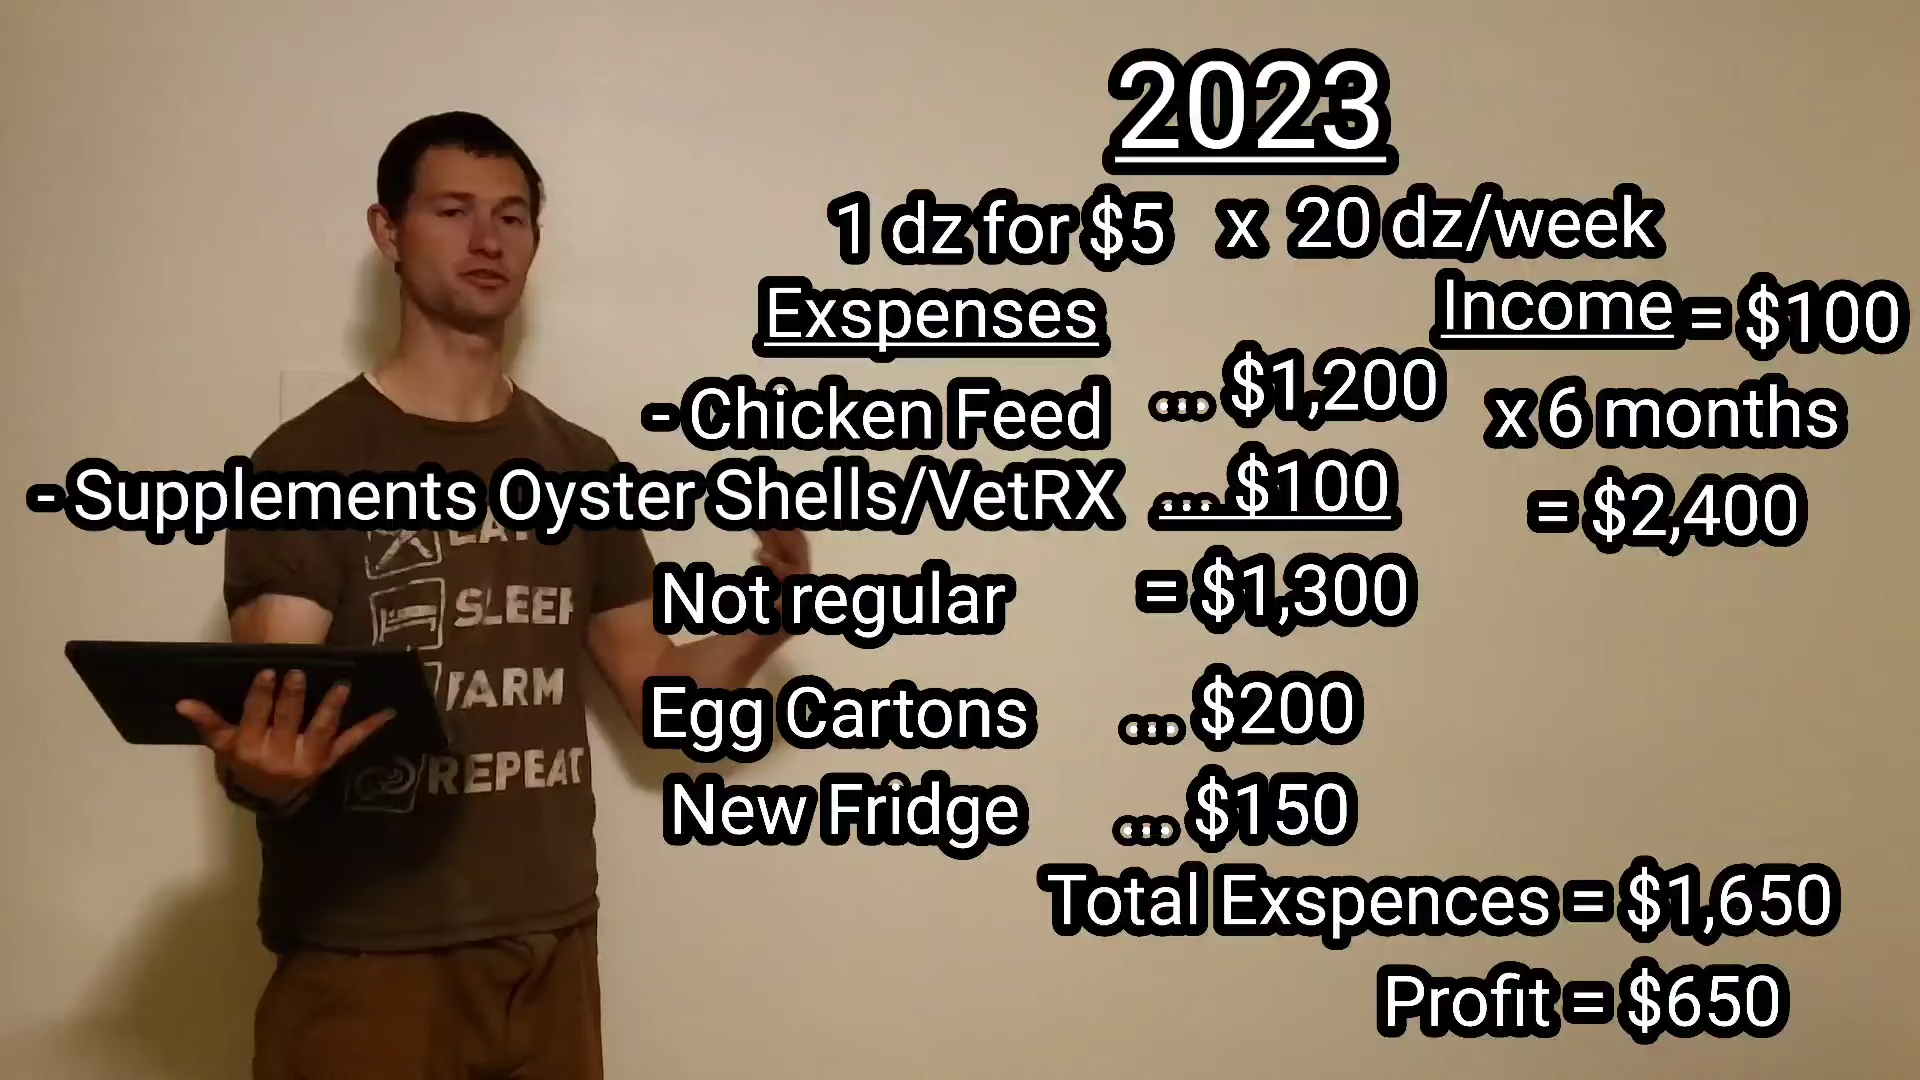 2023
1 dz for $5 x 20 dz/week
Exspenses
Income = $100
- Chicken Feed ... $1,200
x 6 months
- Supplements Oyster Shells/VetRX ... $100
= $2,400
Not regular = $1,300
Egg Cartons ... $200
New Fridge ... $150
Total Exspences = $1,650
Profit = $650
EAT
SLEEP
FARM
REPEAT